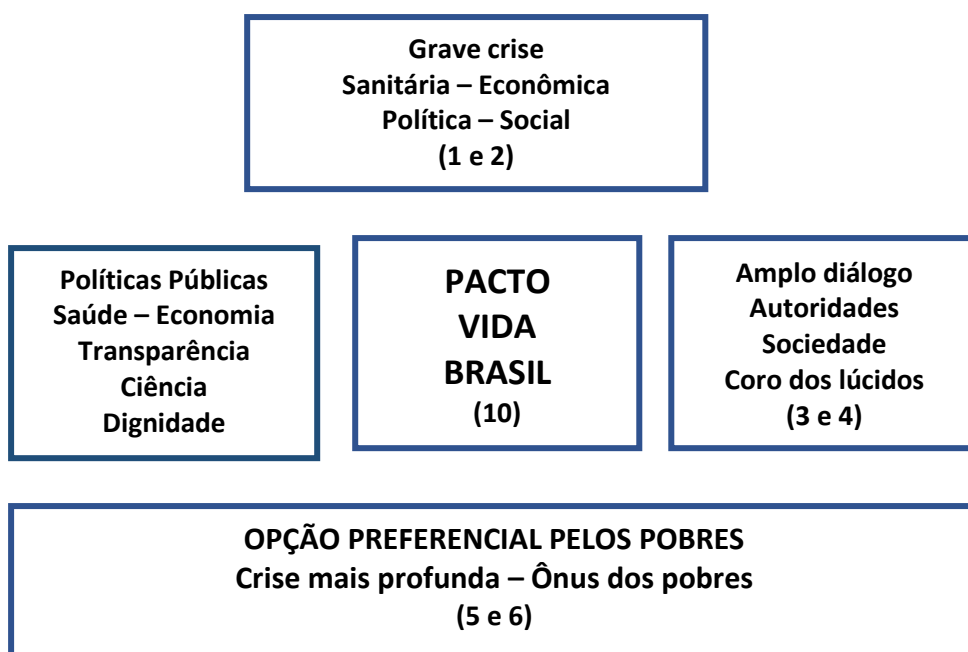 Grave crise
Sanitária – Econômica
Política – Social
(1 e 2)
Políticas Públicas
Saúde – Economia
Transparência
Ciência
Dignidade
PACTO
VIDA
BRASIL
(10)
Amplo diálogo
Autoridades
Sociedade
Coro dos lúcidos
(3 e 4)
OPÇÃO PREFERENCIAL PELOS POBRES
Crise mais profunda – Ônus dos pobres
(5 e 6)